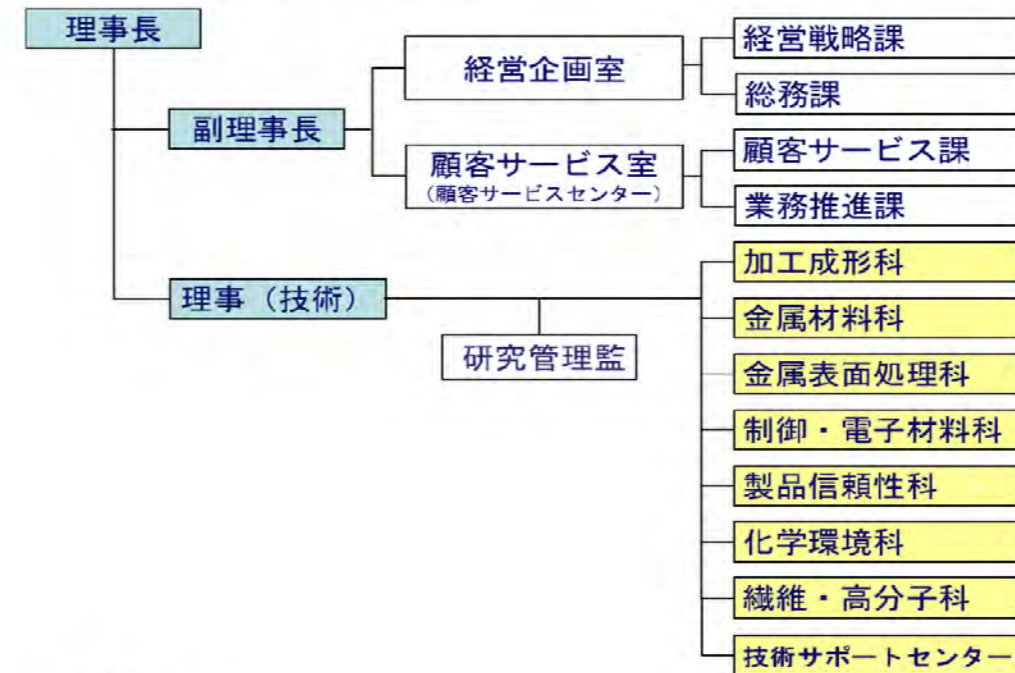 理事長
副理事長
経営企画室
経営戦略課
総務課
顧客サービス室
(顧客サービスセンター)
顧客サービス課
業務推進課
理事（技術）
研究管理監
加工成形科
金属材料科
金属表面処理科
制御・電子材料科
製品信頼性科
化学環境科
繊維・高分子科
技術サポートセンター